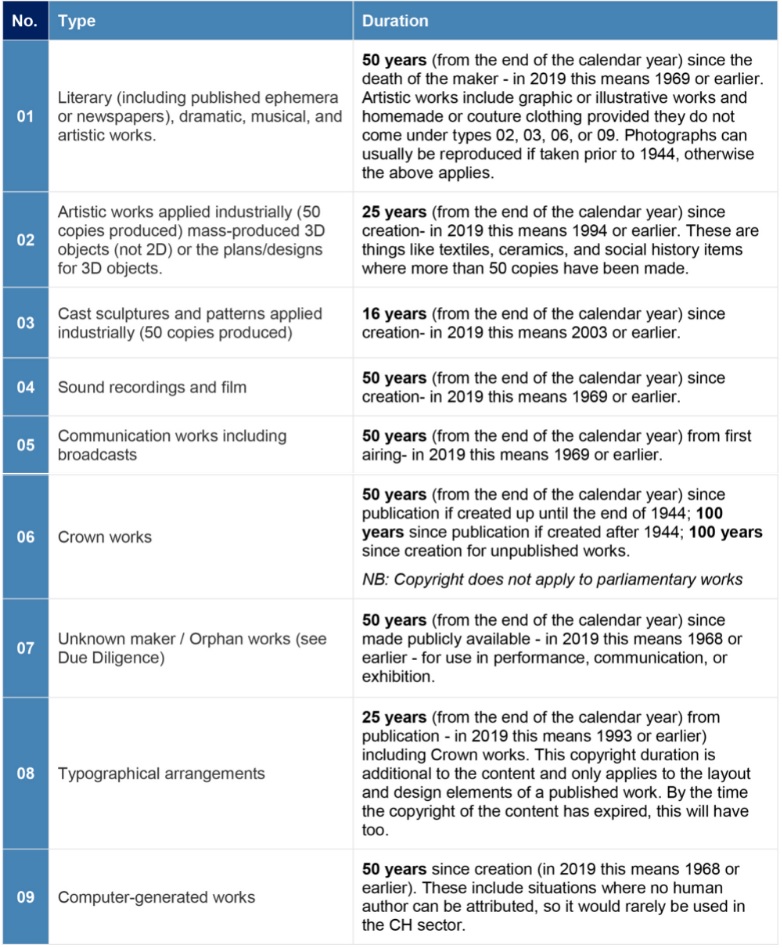 No. Type Duration
01
Literary (including published ephemera
or newspapers), dramatic, musical, and
artistic works.
50 years (from the end of the calendar year) since the
death of the maker - in 2019 this means 1969 or earlier.
Artistic works include graphic or illustrative works and
homemade or couture clothing provided they do not
come under types 02, 03, 06, or 09. Photographs can
usually be reproduced if taken prior to 1944, otherwise
the above applies.
02
Artistic works applied industrially (50
copies produced) mass-produced 3D
objects (not 2D) or the plans/designs
for 3D objects.
25 years (from the end of the calendar year) since
creation- in 2019 this means 1994 or earlier. These are
things like textiles, ceramics, and social history items
where more than 50 copies have been made.
03
Cast sculptures and patterns applied
industrially (50 copies produced)
16 years (from the end of the calendar year) since
creation- in 2019 this means 2003 or earlier.
04
Sound recordings and film
50 years (from the end of the calendar year) since
creation- in 2019 this means 1969 or earlier.
05
Communication works including
broadcasts
50 years (from the end of the calendar year) from first
airing- in 2019 this means 1969 or earlier.
06
Crown works
50 years (from the end of the calendar year) since
publication if created up until the end of 1944; 100
years since publication if created after 1944; 100 years
since creation for unpublished works.
NB: Copyright does not apply to parliamentary works
07
Unknown maker / Orphan works (see
Due Diligence)
50 years (from the end of the calendar year) since
made publicly available - in 2019 this means 1968 or
earlier - for use in performance, communication, or
exhibition.
08
Typographical arrangements
25 years (from the end of the calendar year) from
publication - in 2019 this means 1993 or earlier)
including Crown works. This copyright duration is
additional to the content and only applies to the layout
and design elements of a published work. By the time
the copyright of the content has expired, this will have
too.
09
Computer-generated works
50 years since creation (in 2019 this means 1968 or
earlier). These include situations where no human
author can be attributed, so it would rarely be used in
the CH sector.